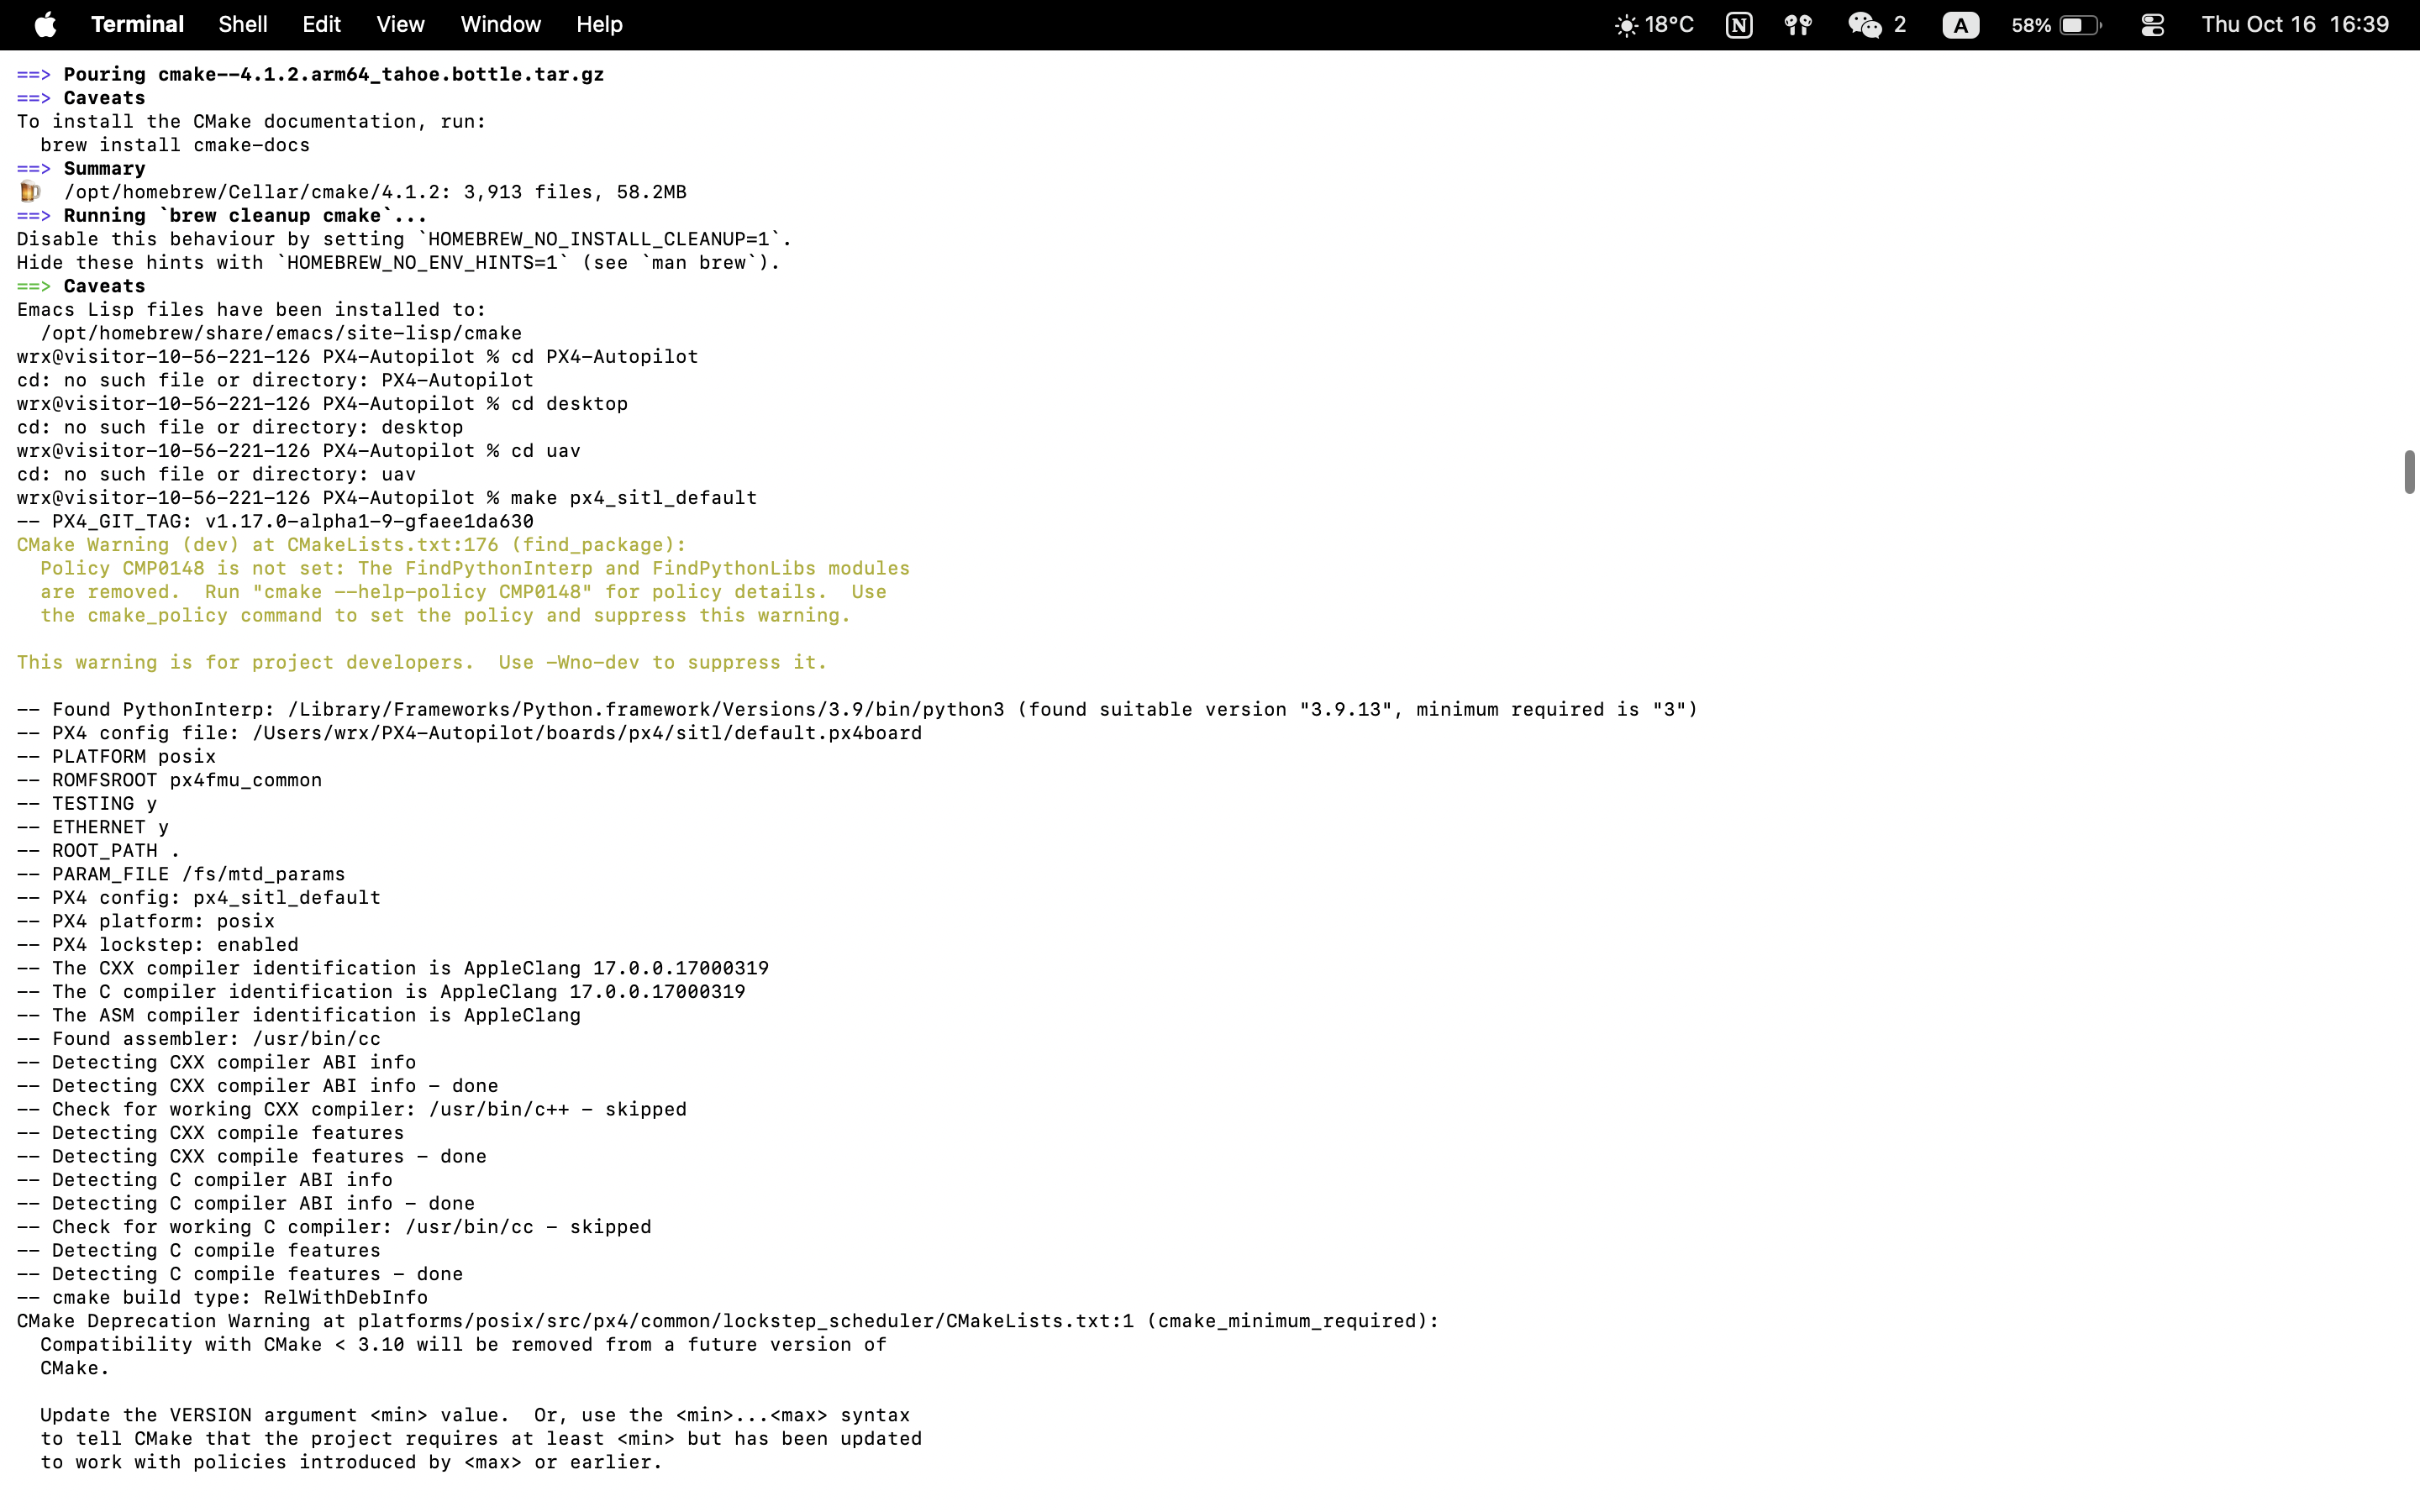 Terminal Shell Edit View Window Help 18°C N 2 A 58% Thu Oct 16 16:39
==> Pouring cmake--4.1.2.arm64_tahoe.bottle.tar.gz
==> Caveats
To install the CMake documentation, run:
  brew install cmake-docs
==> Summary
🍺  /opt/homebrew/Cellar/cmake/4.1.2: 3,913 files, 58.2MB
==> Running `brew cleanup cmake`...
Disable this behaviour by setting `HOMEBREW_NO_INSTALL_CLEANUP=1`.
Hide these hints with `HOMEBREW_NO_ENV_HINTS=1` (see `man brew`).
==> Caveats
Emacs Lisp files have been installed to:
  /opt/homebrew/share/emacs/site-lisp/cmake
wrx@visitor-10-56-221-126 PX4-Autopilot % cd PX4-Autopilot
cd: no such file or directory: PX4-Autopilot
wrx@visitor-10-56-221-126 PX4-Autopilot % cd desktop
cd: no such file or directory: desktop
wrx@visitor-10-56-221-126 PX4-Autopilot % cd uav
cd: no such file or directory: uav
wrx@visitor-10-56-221-126 PX4-Autopilot % make px4_sitl_default
-- PX4_GIT_TAG: v1.17.0-alpha1-9-gfaee1da630
CMake Warning (dev) at CMakeLists.txt:176 (find_package):
  Policy CMP0148 is not set: The FindPythonInterp and FindPythonLibs modules
  are removed.  Run "cmake --help-policy CMP0148" for policy details.  Use
  the cmake_policy command to set the policy and suppress this warning.

This warning is for project developers.  Use -Wno-dev to suppress it.

-- Found PythonInterp: /Library/Frameworks/Python.framework/Versions/3.9/bin/python3 (found suitable version "3.9.13", minimum required is "3")
-- PX4 config file: /Users/wrx/PX4-Autopilot/boards/px4/sitl/default.px4board
-- PLATFORM posix
-- ROMFSROOT px4fmu_common
-- TESTING y
-- ETHERNET y
-- ROOT_PATH .
-- PARAM_FILE /fs/mtd_params
-- PX4 config: px4_sitl_default
-- PX4 platform: posix
-- PX4 lockstep: enabled
-- The CXX compiler identification is AppleClang 17.0.0.17000319
-- The C compiler identification is AppleClang 17.0.0.17000319
-- The ASM compiler identification is AppleClang
-- Found assembler: /usr/bin/cc
-- Detecting CXX compiler ABI info
-- Detecting CXX compiler ABI info - done
-- Check for working CXX compiler: /usr/bin/c++ - skipped
-- Detecting CXX compile features
-- Detecting CXX compile features - done
-- Detecting C compiler ABI info
-- Detecting C compiler ABI info - done
-- Check for working C compiler: /usr/bin/cc - skipped
-- Detecting C compile features
-- Detecting C compile features - done
-- cmake build type: RelWithDebInfo
CMake Deprecation Warning at platforms/posix/src/px4/common/lockstep_scheduler/CMakeLists.txt:1 (cmake_minimum_required):
  Compatibility with CMake < 3.10 will be removed from a future version of
  CMake.

  Update the VERSION argument <min> value.  Or, use the <min>...<max> syntax
  to tell CMake that the project requires at least <min> but has been updated
  to work with policies introduced by <max> or earlier.